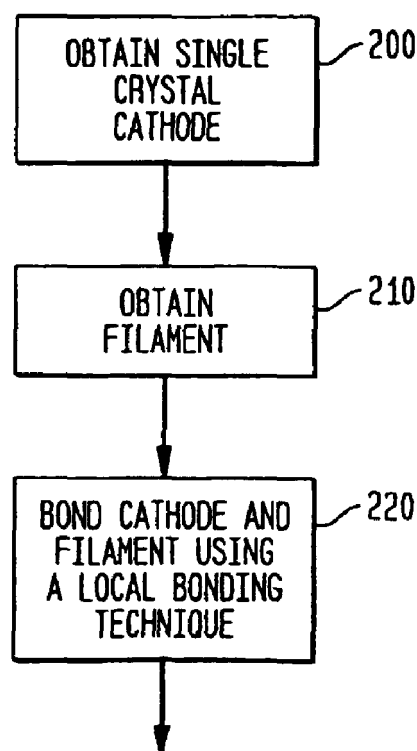 OBTAIN SINGLE
CRYSTAL
CATHODE
200
OBTAIN
FILAMENT
210
BOND CATHODE AND
FILAMENT USING
A LOCAL BONDING
TECHNIQUE
220